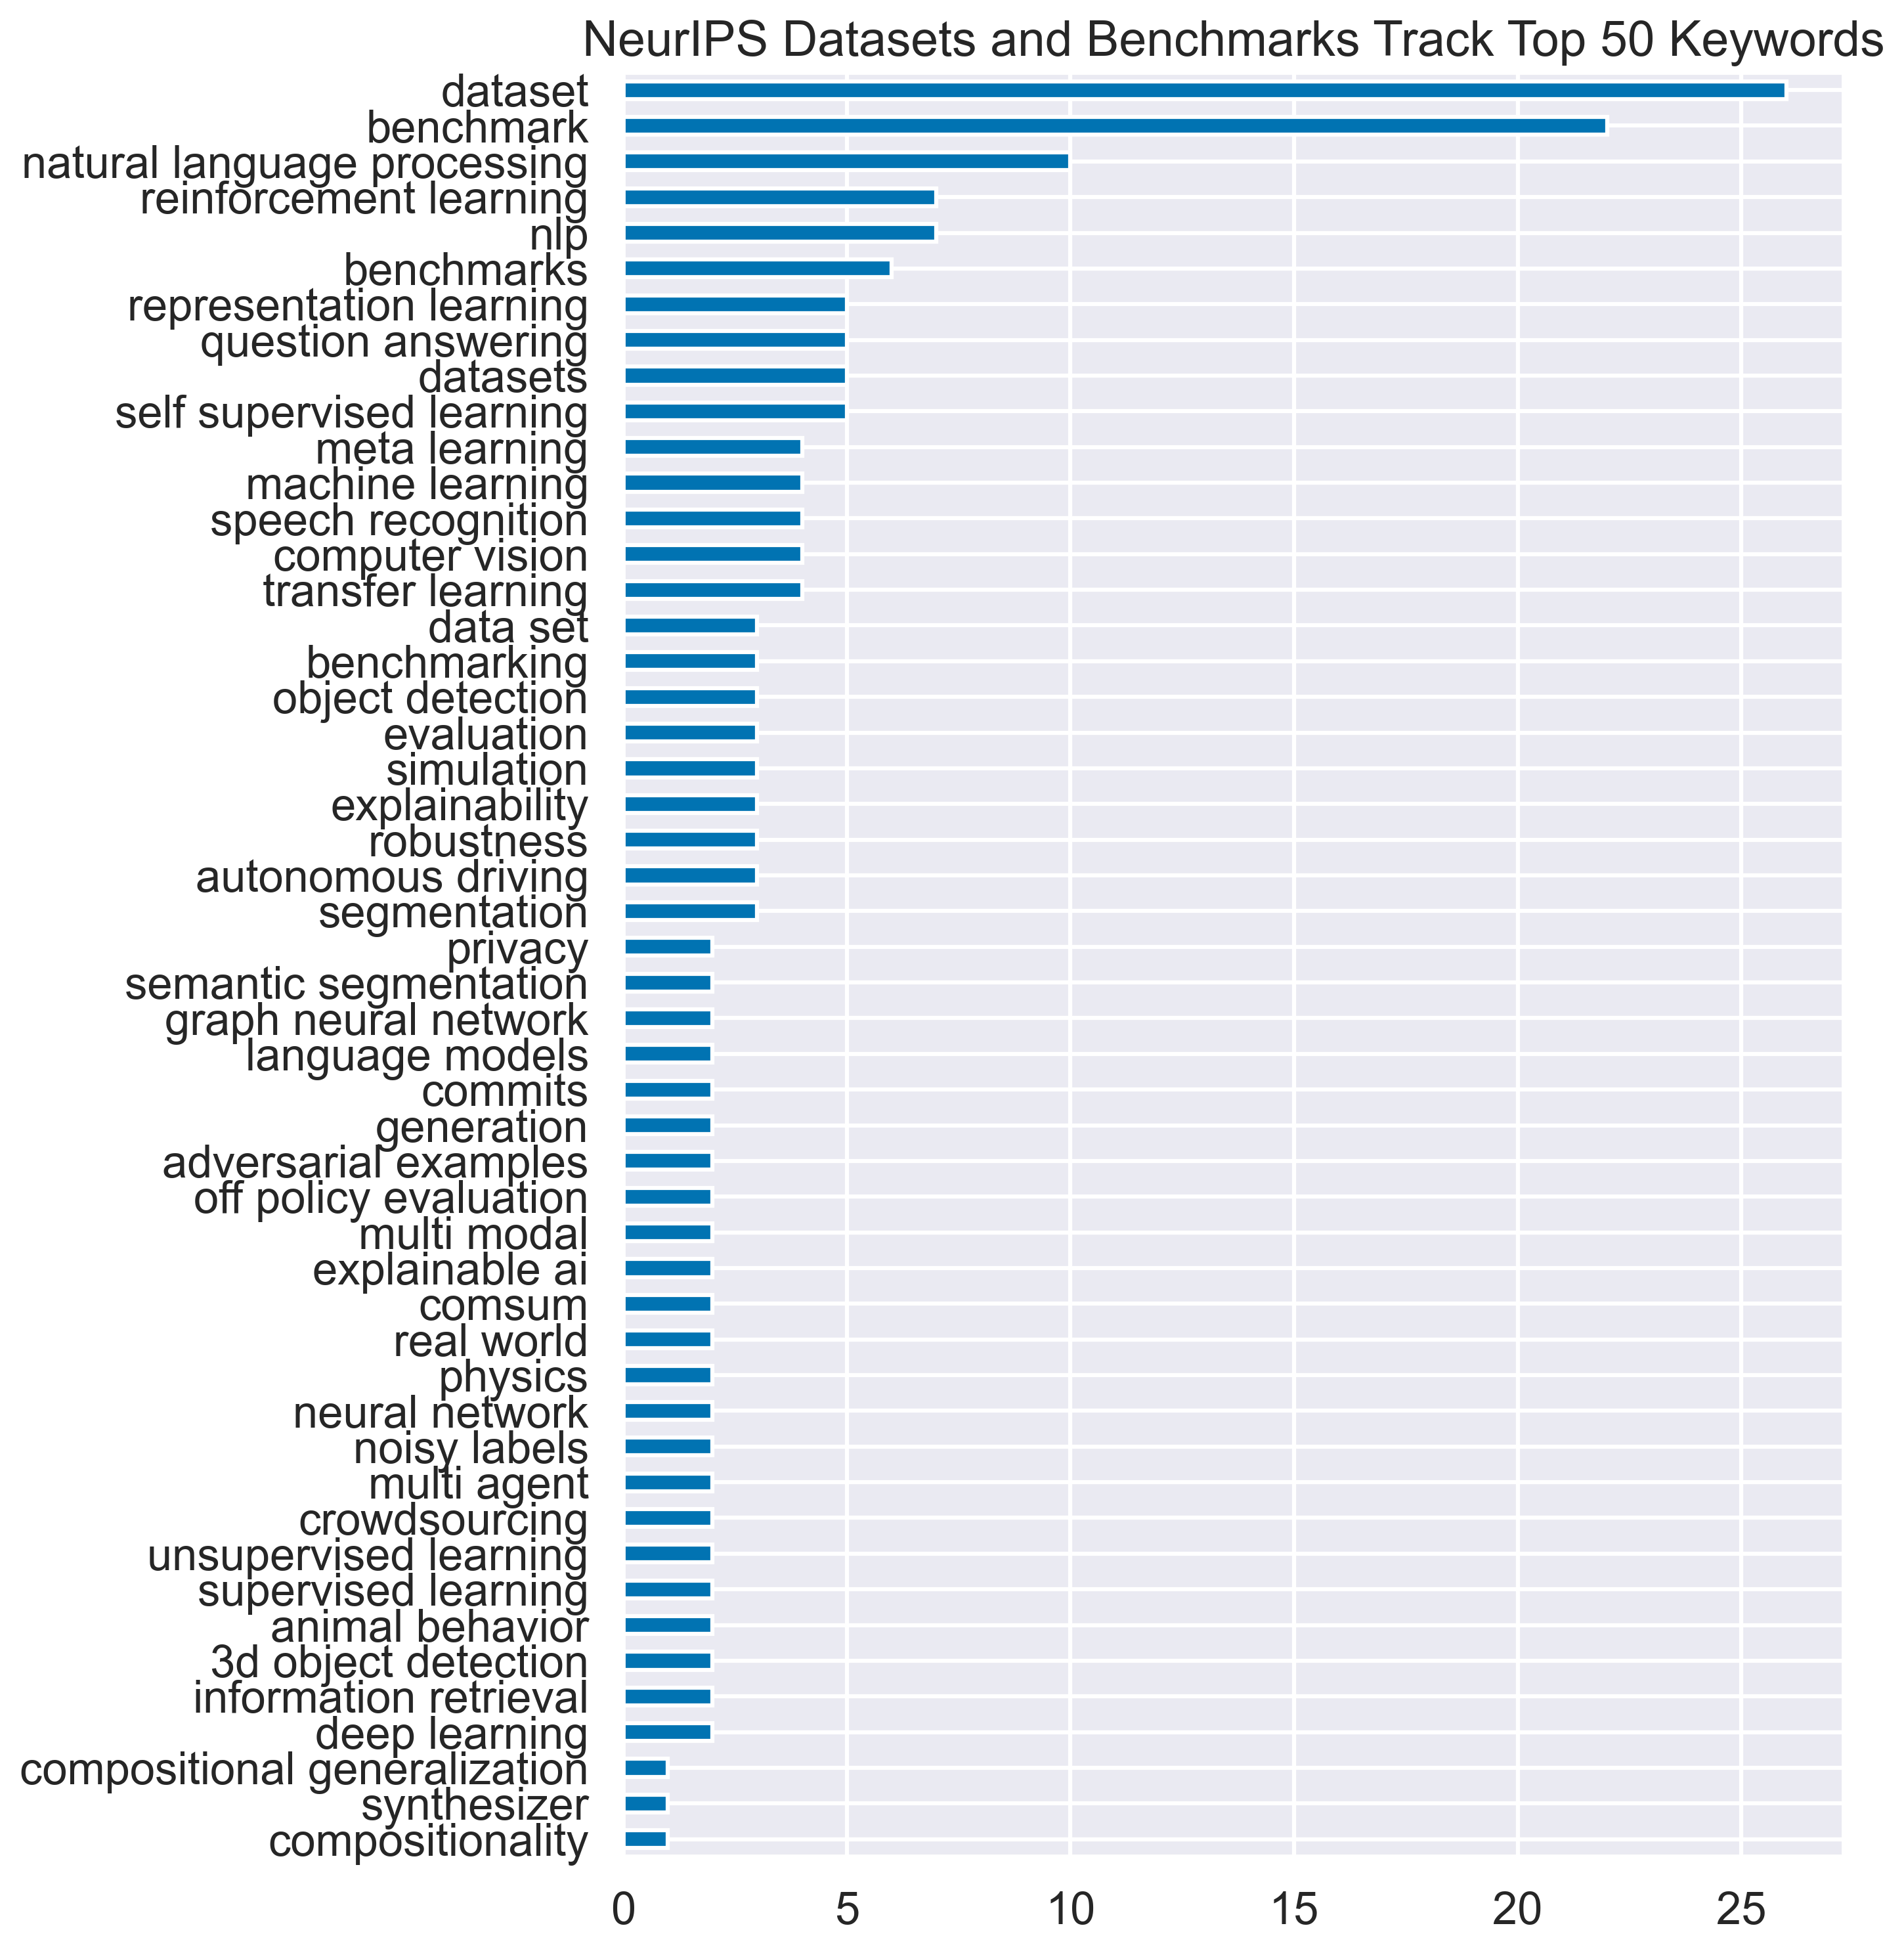 NeurIPS Datasets and Benchmarks Track Top 50 Keywords
dataset
benchmark
natural language processing
reinforcement learning
nlp
benchmarks
representation learning
question answering
datasets
self supervised learning
meta learning
machine learning
speech recognition
computer vision
transfer learning
data set
benchmarking
object detection
evaluation
simulation
explainability
robustness
autonomous driving
segmentation
privacy
semantic segmentation
graph neural network
language models
commits
generation
adversarial examples
off policy evaluation
multi modal
explainable ai
comsum
real world
physics
neural network
noisy labels
multi agent
crowdsourcing
unsupervised learning
supervised learning
animal behavior
3d object detection
information retrieval
deep learning
compositional generalization
synthesizer
compositionality
0 5 10 15 20 25